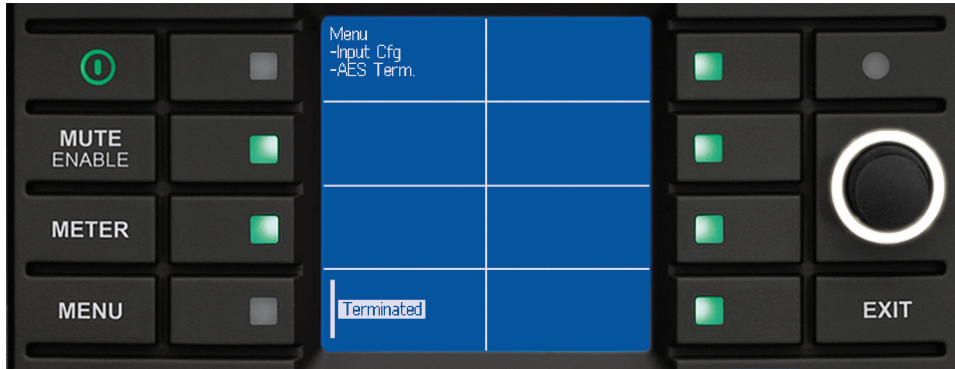 Menu
-Input Cfg
-AES Term.
MUTE
ENABLE
METER
Terminated
MENU
EXIT